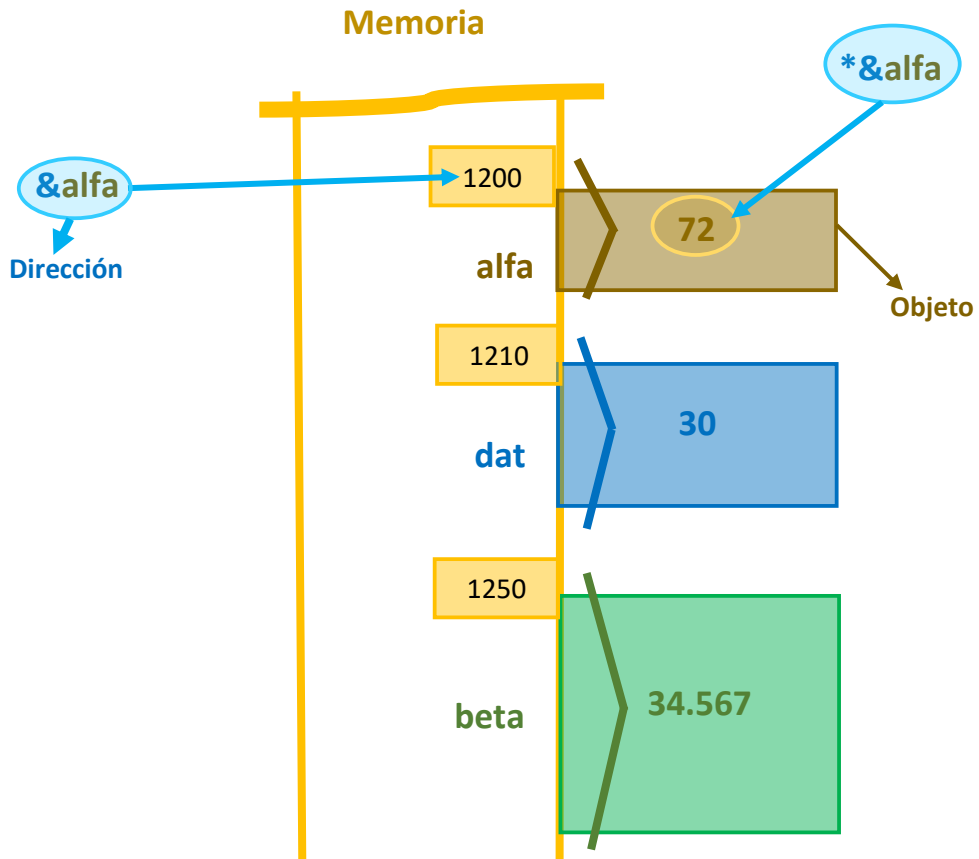 Memoria
*&alfa
1200
&alfa
72
alfa
Dirección
Objeto
1210
30
dat
1250
34.567
beta